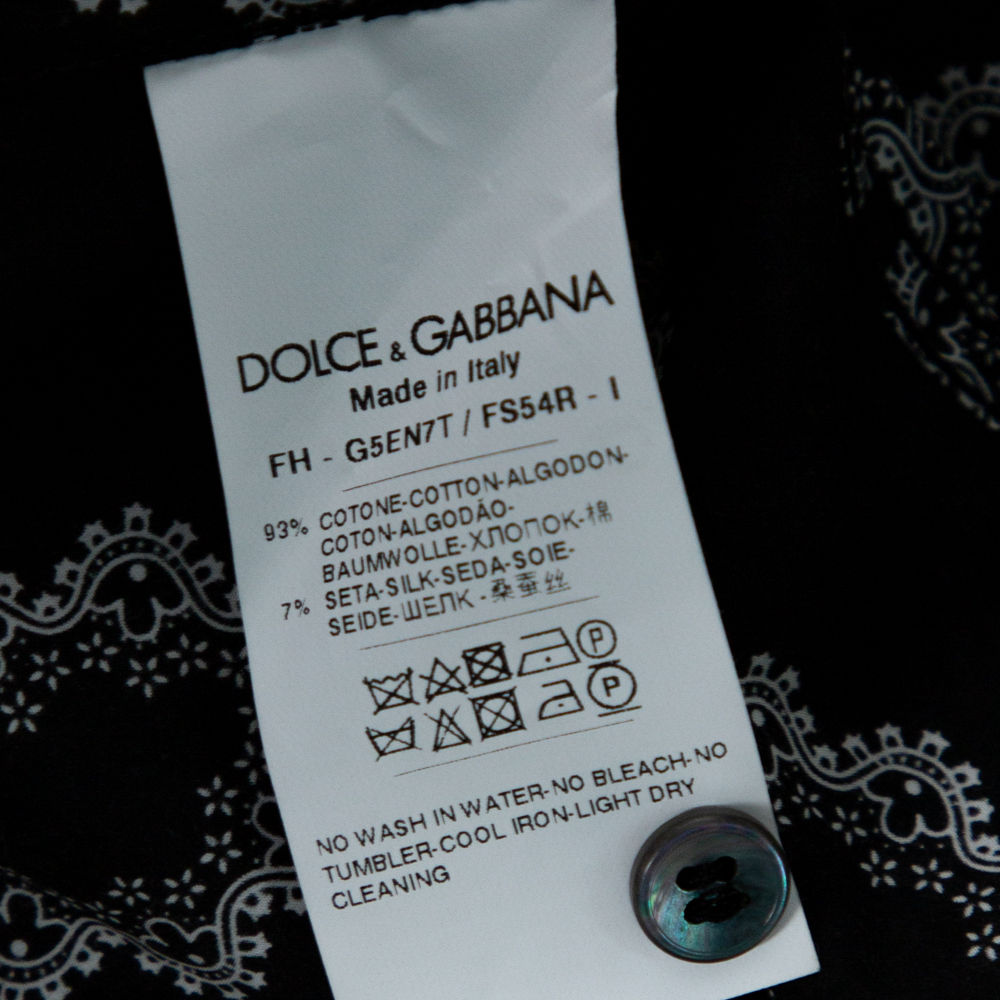 DOLCE & GABBANA
Made in Italy
FH - G5EN7T / FS54R - I
93% COTONE-COTTON-ALGODON-
COTON-ALGODÃO-
BAUMWOLLE-ХЛОПОК-棉
7% SETA-SILK-SEDA-SOIE-
SEIDE-ШЕЛК-桑蚕丝
P
P
NO WASH IN WATER-NO BLEACH-NO
TUMBLER-COOL IRON-LIGHT DRY
CLEANING